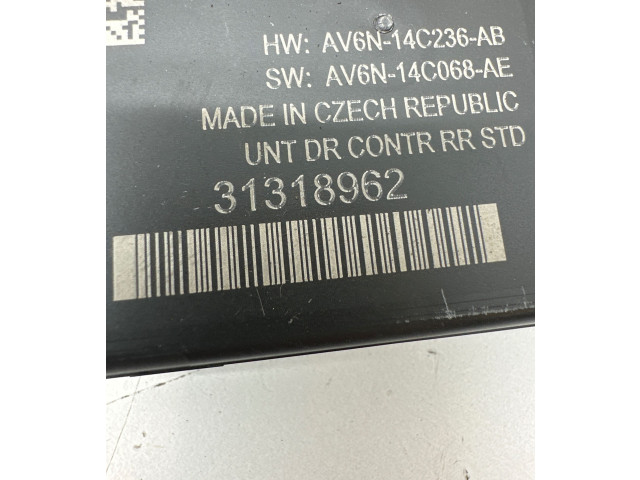 HW: AV6N-14C236-AB
SW: AV6N-14C068-AE
MADE IN CZECH REPUBLIC
UNT DR CONTR RR STD
31318962